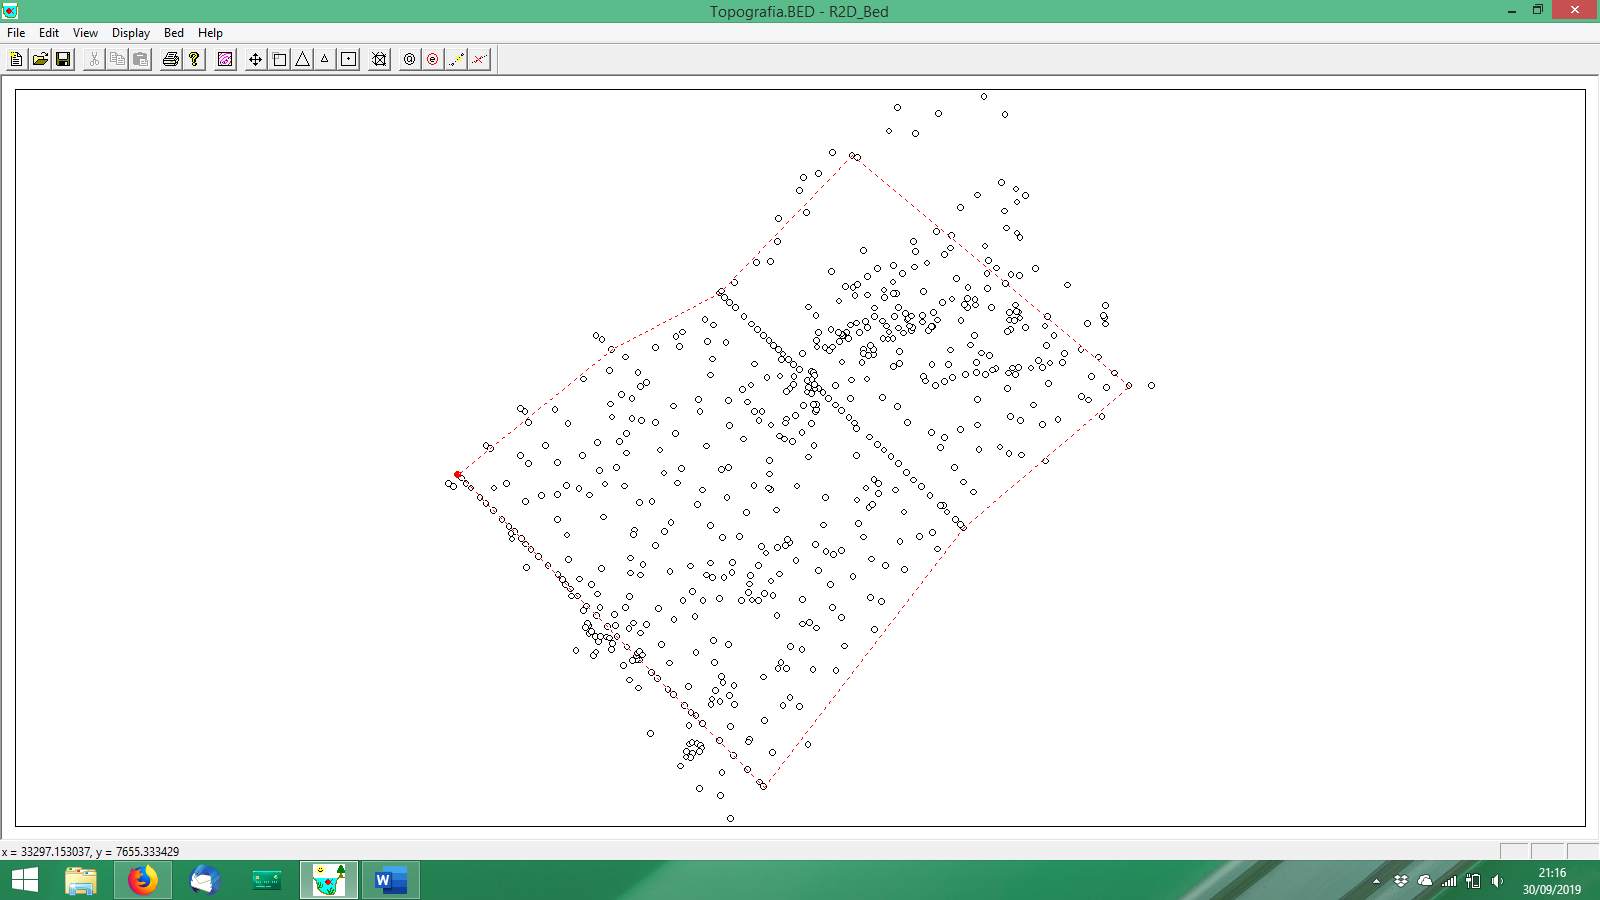 Topografia.BED - R2D_Bed
File Edit View Display Bed Help
x = 33297.153037, y = 7655.333429
21:16
30/09/2019